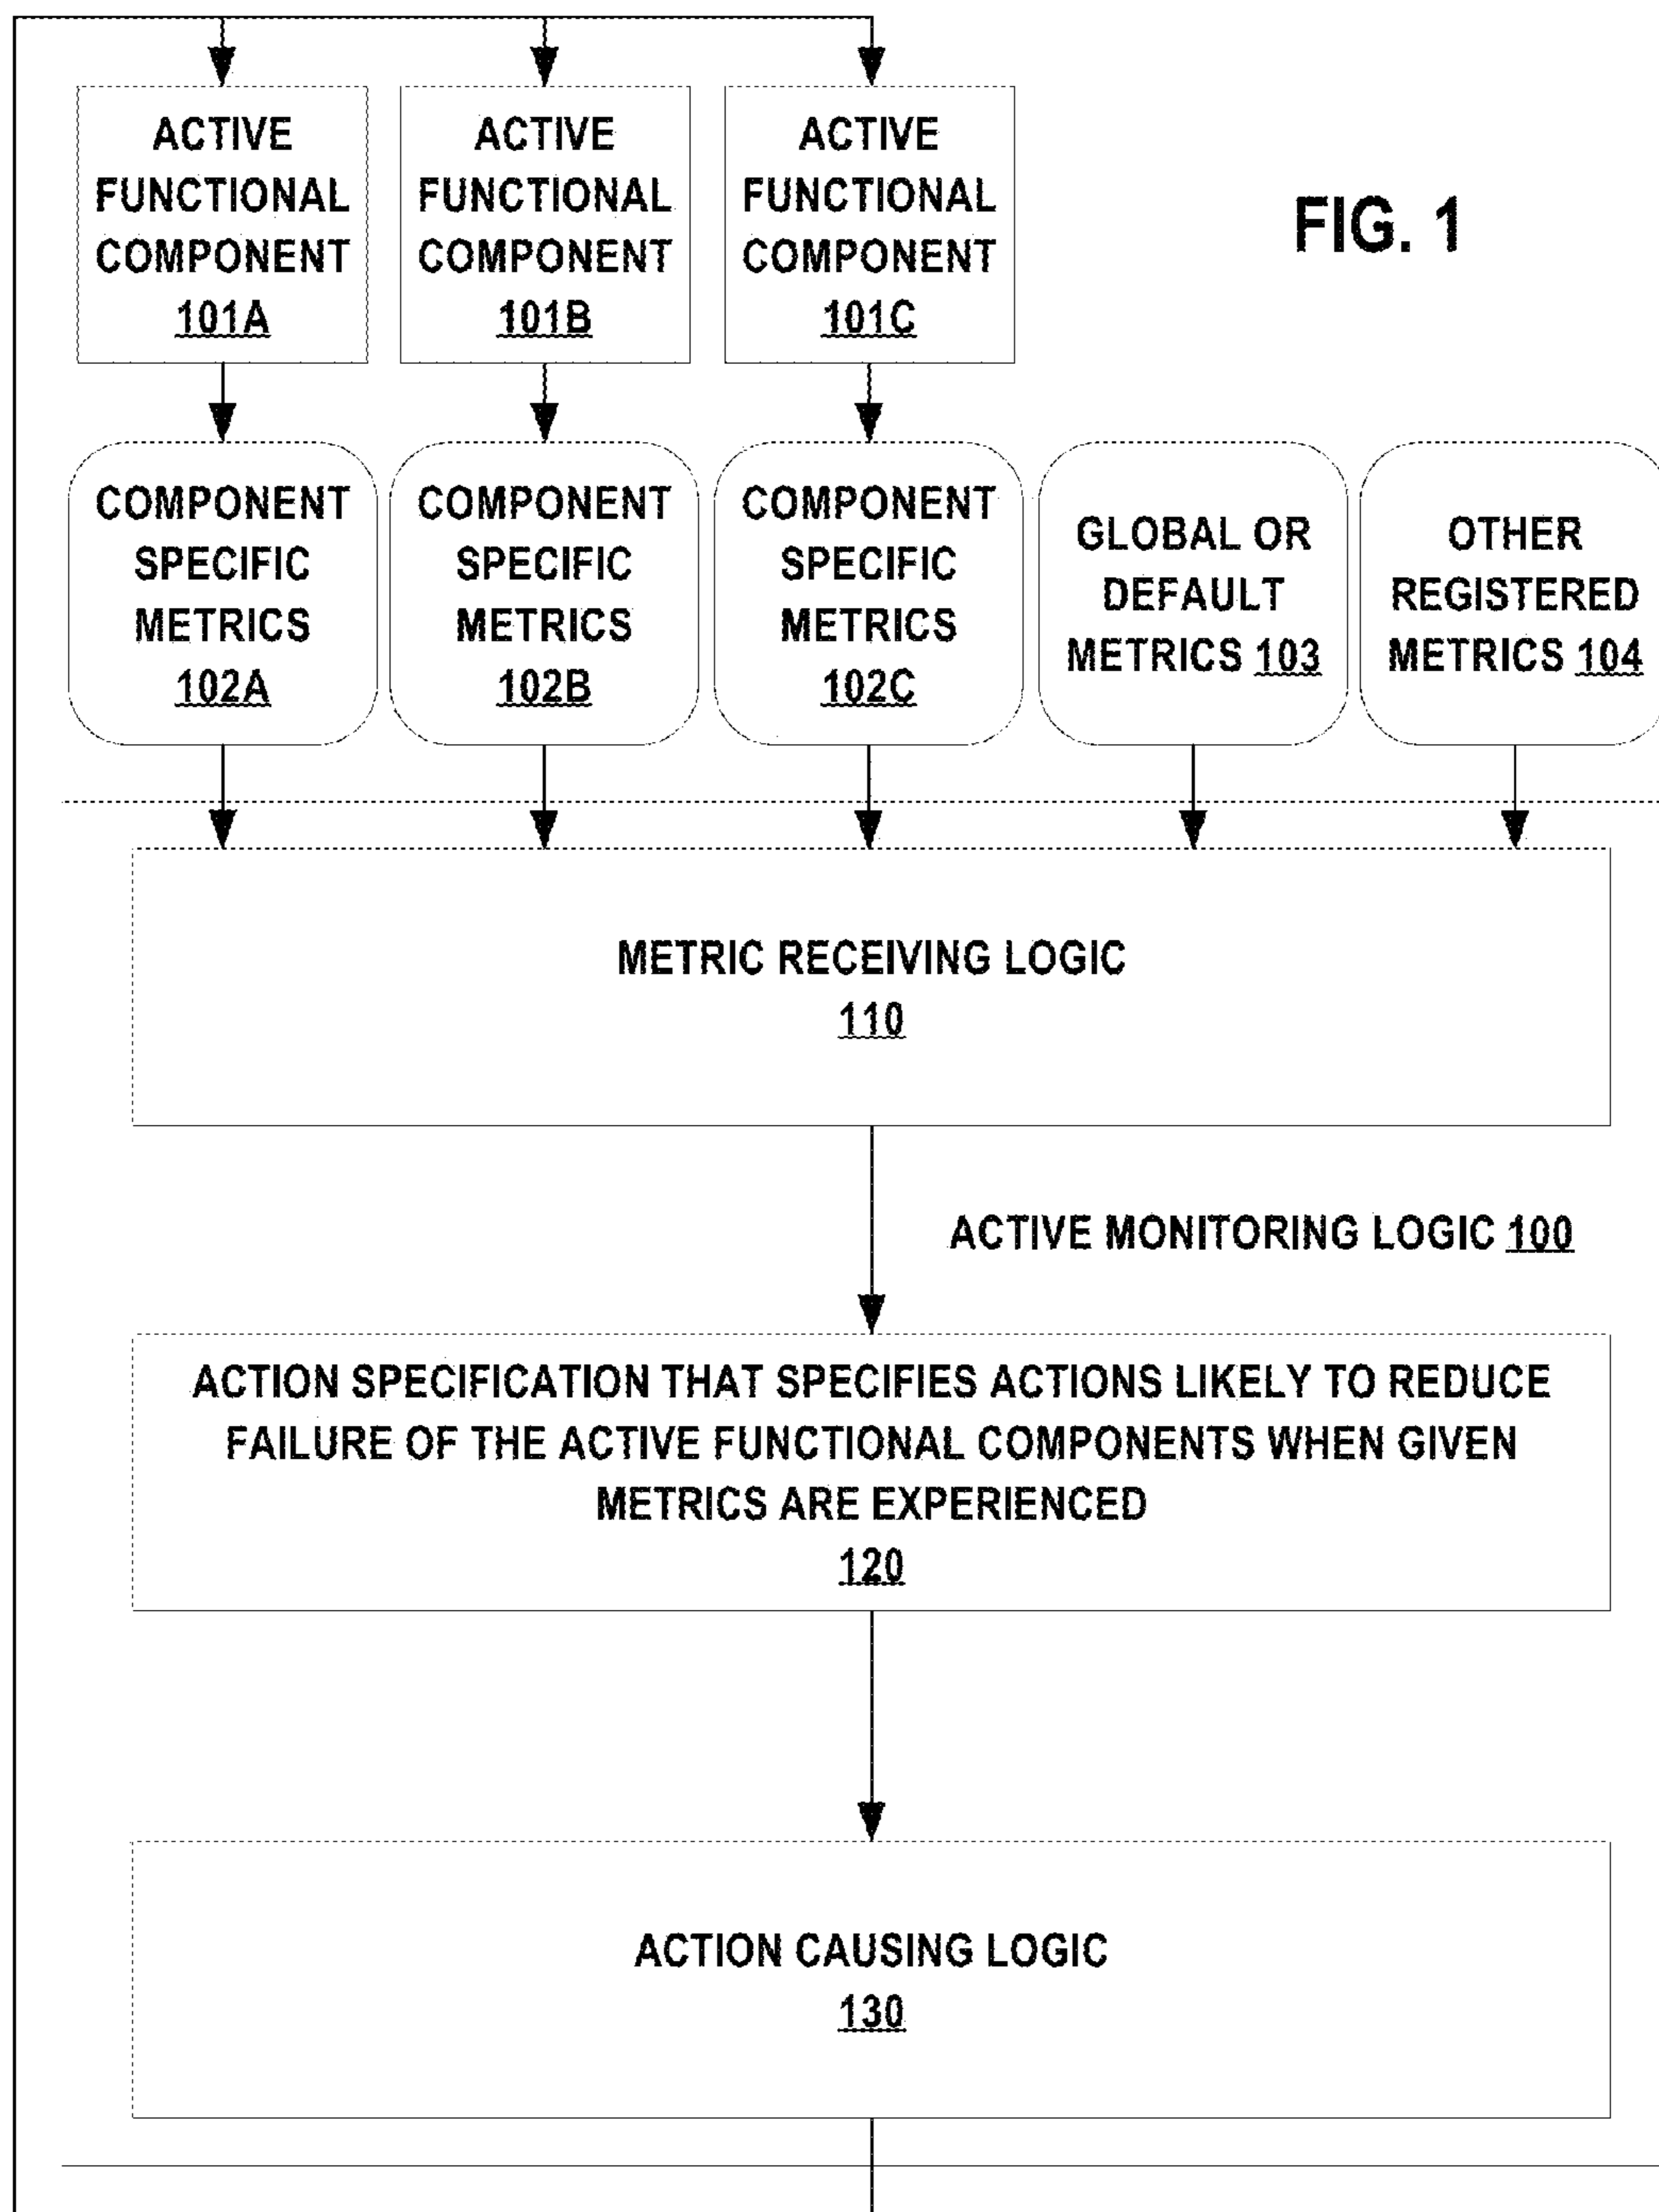 FIG. 1
ACTIVE
FUNCTIONAL
COMPONENT
101A
ACTIVE
FUNCTIONAL
COMPONENT
101B
ACTIVE
FUNCTIONAL
COMPONENT
101C
COMPONENT
SPECIFIC
METRICS
102A
COMPONENT
SPECIFIC
METRICS
102B
COMPONENT
SPECIFIC
METRICS
102C
GLOBAL OR
DEFAULT
METRICS 103
OTHER
REGISTERED
METRICS 104
METRIC RECEIVING LOGIC
110
ACTIVE MONITORING LOGIC 100
ACTION SPECIFICATION THAT SPECIFIES ACTIONS LIKELY TO REDUCE
FAILURE OF THE ACTIVE FUNCTIONAL COMPONENTS WHEN GIVEN
METRICS ARE EXPERIENCED
120
ACTION CAUSING LOGIC
130